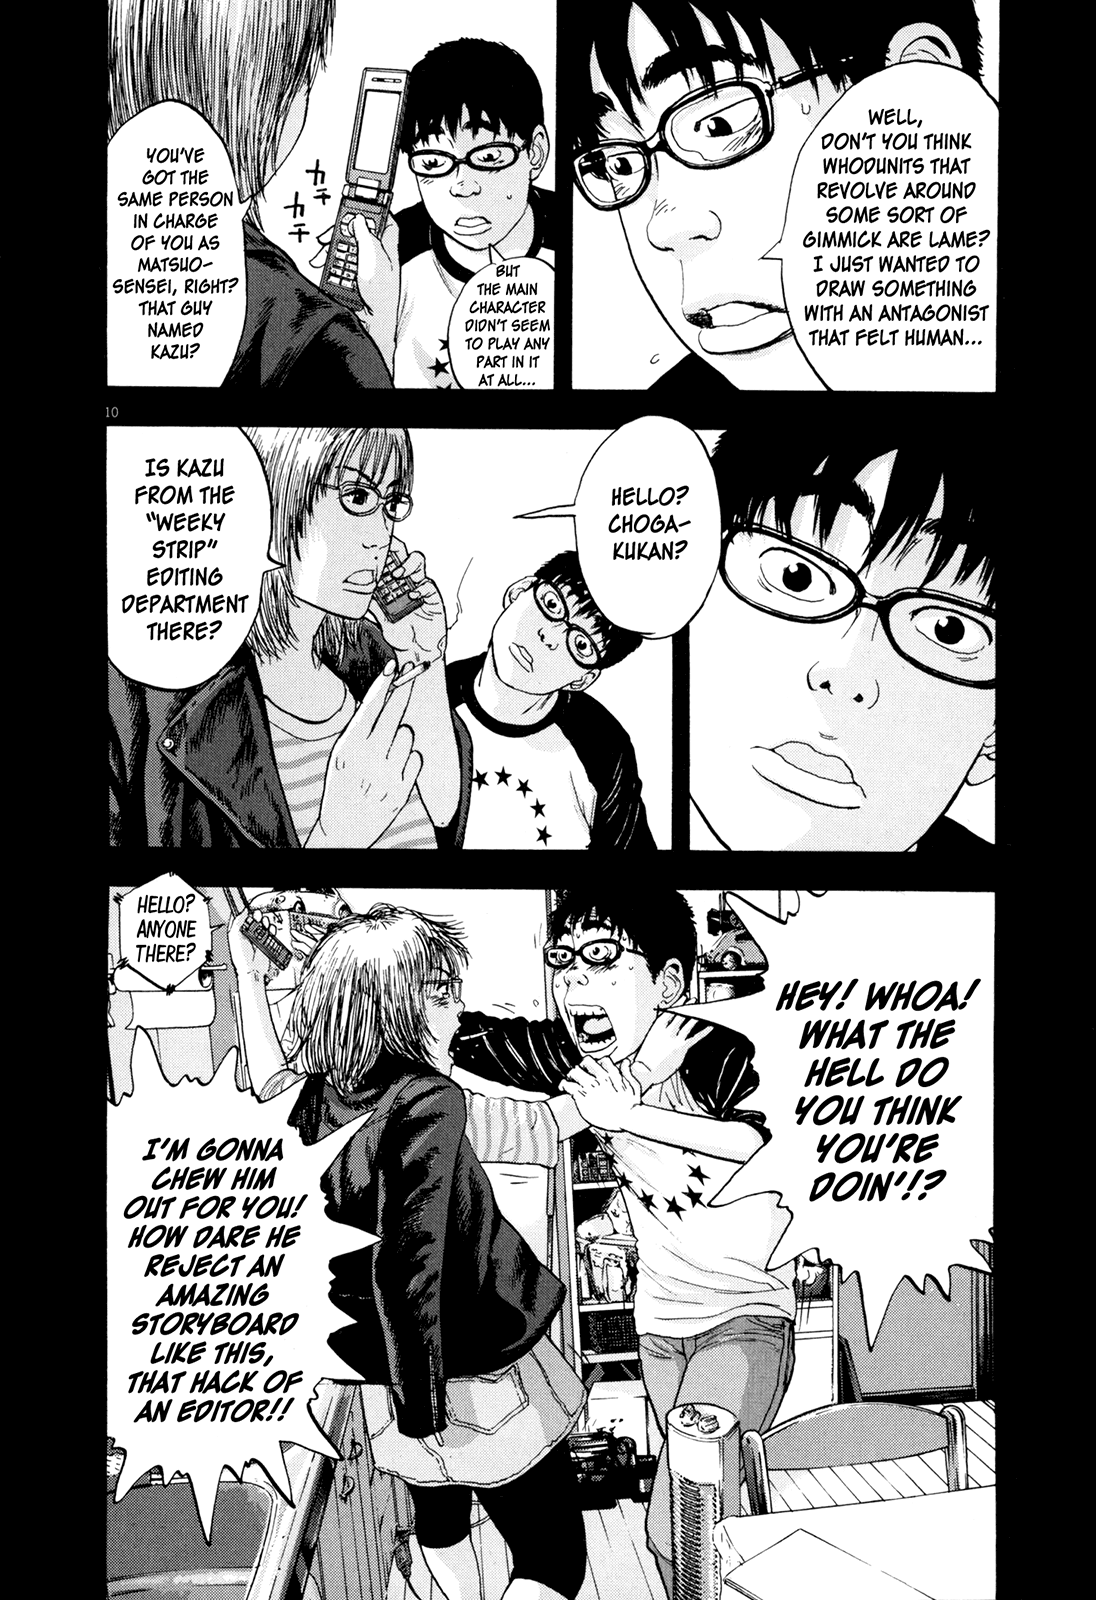 WELL,
DON'T YOU THINK
WHODUNITS THAT
REVOLVE AROUND
SOME SORT OF
GIMMICK ARE LAME?
I JUST WANTED TO
DRAW SOMETHING
WITH AN ANTAGONIST
THAT FELT HUMAN...
BUT
THE MAIN
CHARACTER
DIDN'T SEEM
TO PLAY ANY
PART IN IT
AT ALL...
カチ
カチ
YOU'VE
GOT THE
SAME PERSON
IN CHARGE
OF YOU AS
MATSUO-
SENSEI, RIGHT?
THAT GUY
NAMED
KAZU?
10
HELLO?
CHOGA-
KUKAN?
IS KAZU
FROM THE
"WEEKY
STRIP"
EDITING
DEPARTMENT
THERE?
HEY! WHOA!
WHAT THE
HELL DO
YOU THINK
YOU'RE
DOIN'!?
HELLO?
ANYONE
THERE?
I'M GONNA
CHEW HIM
OUT FOR YOU!
HOW DARE HE
REJECT AN
AMAZING
STORYBOARD
LIKE THIS,
THAT HACK OF
AN EDITOR!!